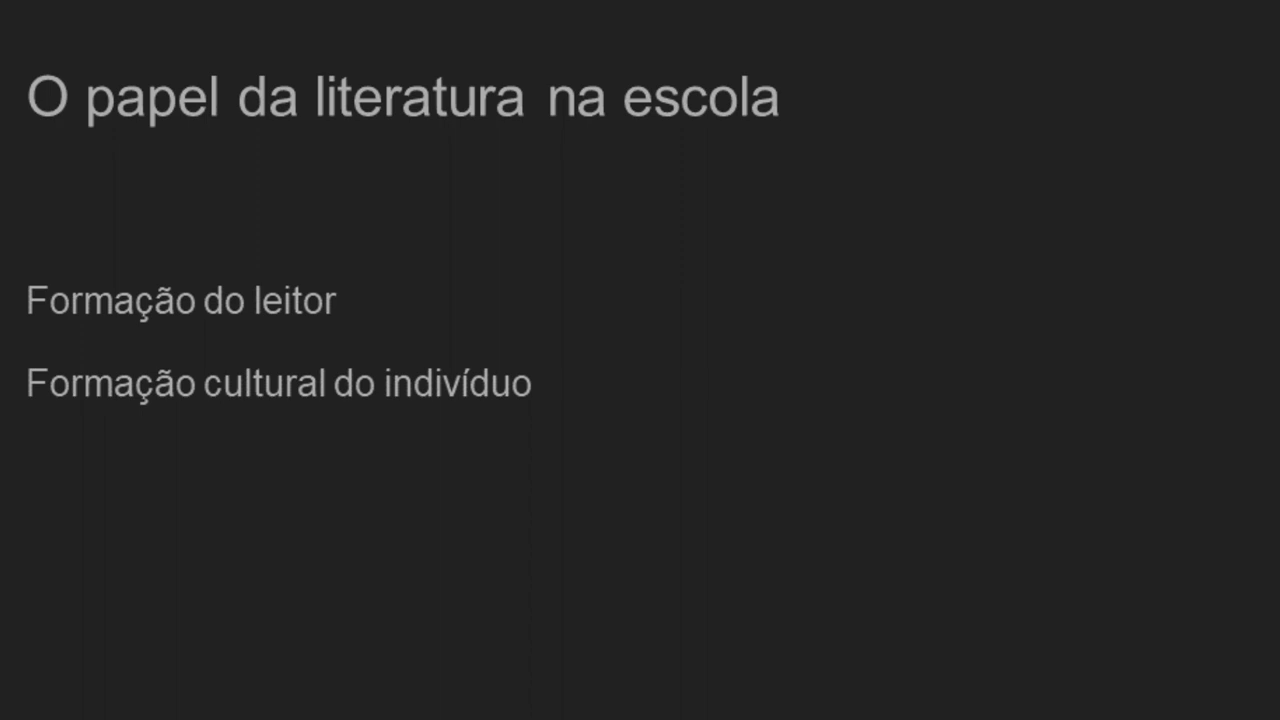 O papel da literatura na escola
Formação do leitor
Formação cultural do indivíduo